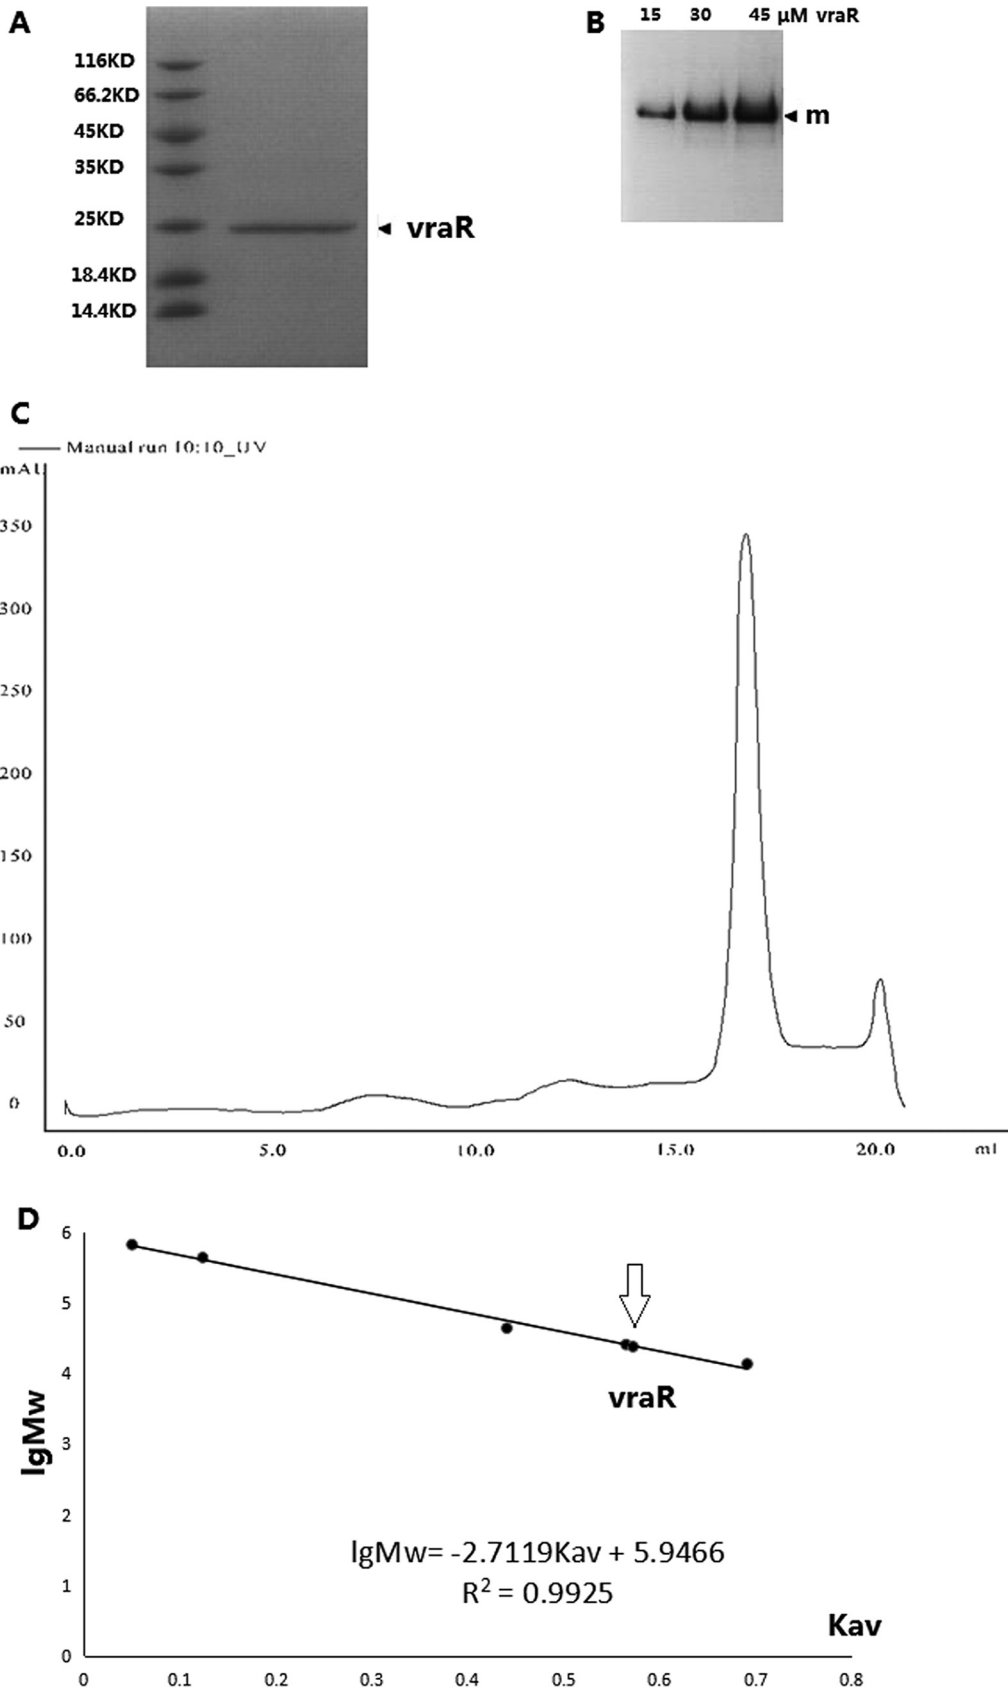 A
116KD
66.2KD
45KD
35KD
25KD
18.4KD
14.4KD
vraR
B
15 30 45 µM vraR
m
C
Manual run 10:10_UV
mAU
350
300
250
200
150
100
50
0
0.0 5.0 10.0 15.0 20.0 ml
D
6
5
4
3
2
1
0
lgMw
vraR
lgMw= -2.7119Kav + 5.9466
R² = 0.9925
Kav
0 0.1 0.2 0.3 0.4 0.5 0.6 0.7 0.8